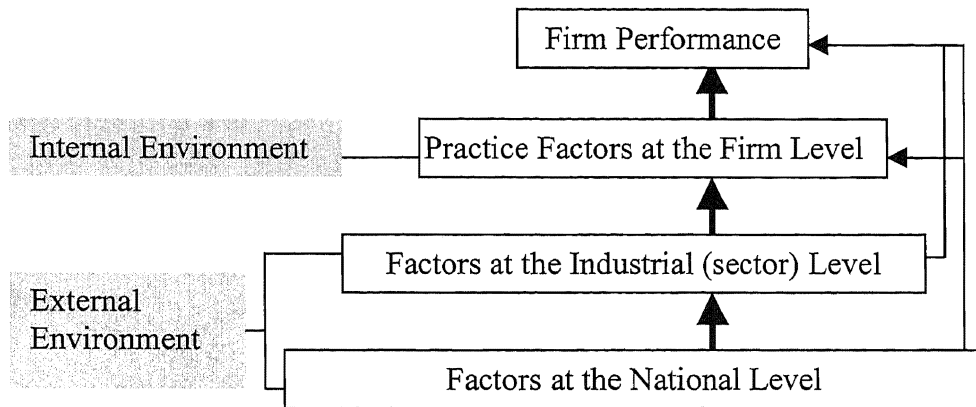 Firm Performance
Internal Environment
Practice Factors at the Firm Level
Factors at the Industrial (sector) Level
External
Environment
Factors at the National Level